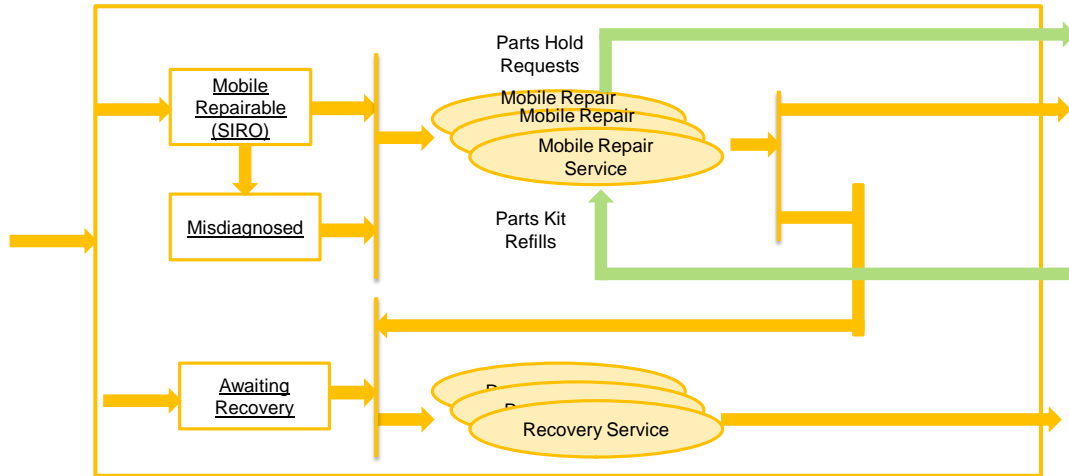 Parts Hold
Requests
Mobile
Repairable
(SIRO)
Mobile Repair
Mobile Repair
Mobile Repair
Service
Misdiagnosed
Parts Kit
Refills
Awaiting
Recovery
Recovery Service